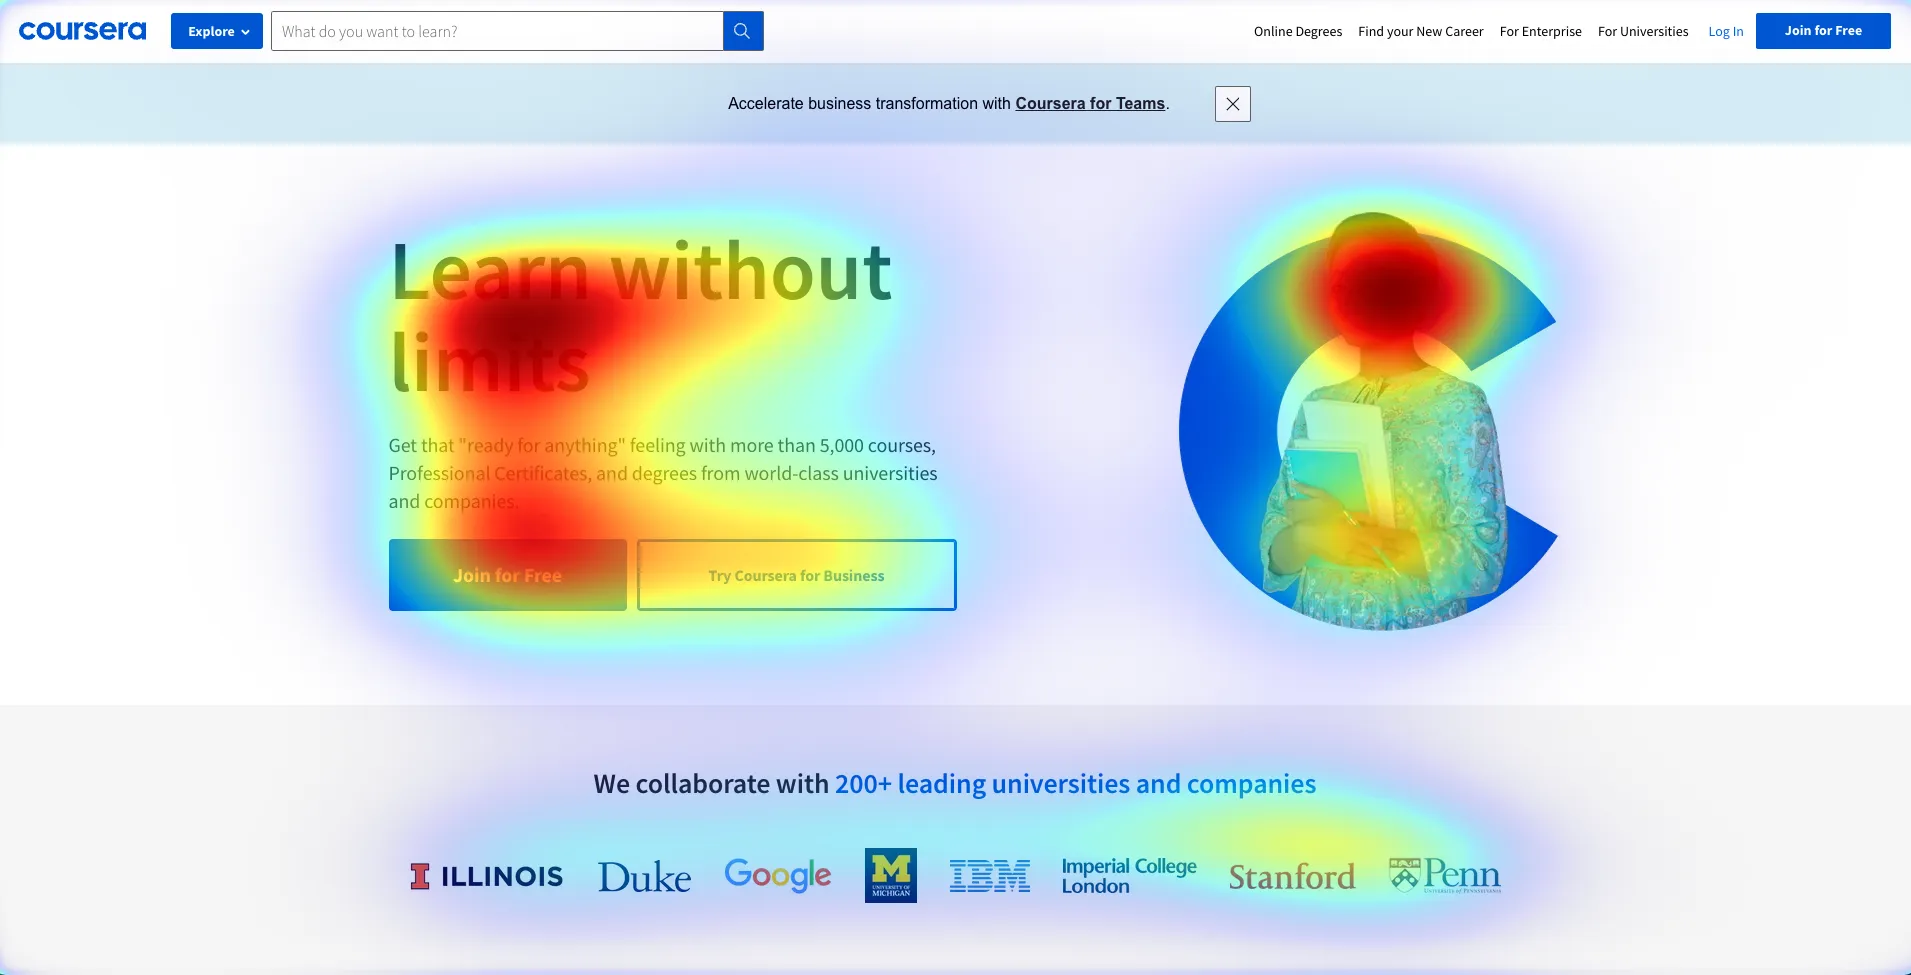 coursera
Explore
What do you want to learn?
Online Degrees
Find your New Career
For Enterprise
For Universities
Log In
Join for Free
Accelerate business transformation with Coursera for Teams.
Learn without
limits
Get that "ready for anything" feeling with more than 5,000 courses,
Professional Certificates, and degrees from world-class universities
and companies.
Join for Free
Try Coursera for Business
We collaborate with 200+ leading universities and companies
I ILLINOIS
Duke
Google
M
UNIVERSITY OF
MICHIGAN
IBM
Imperial College
London
Stanford
Penn
UNIVERSITY OF PENNSYLVANIA